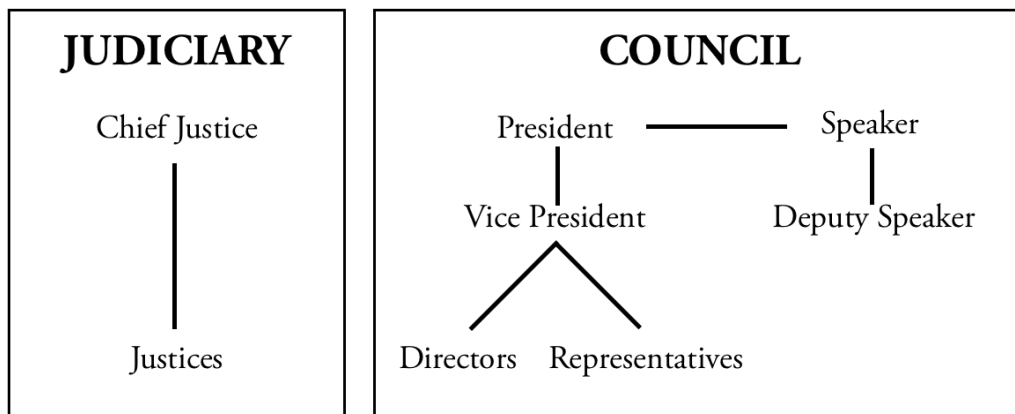 JUDICIARY
Chief Justice
Justices
COUNCIL
President
Speaker
Vice President
Deputy Speaker
Directors
Representatives